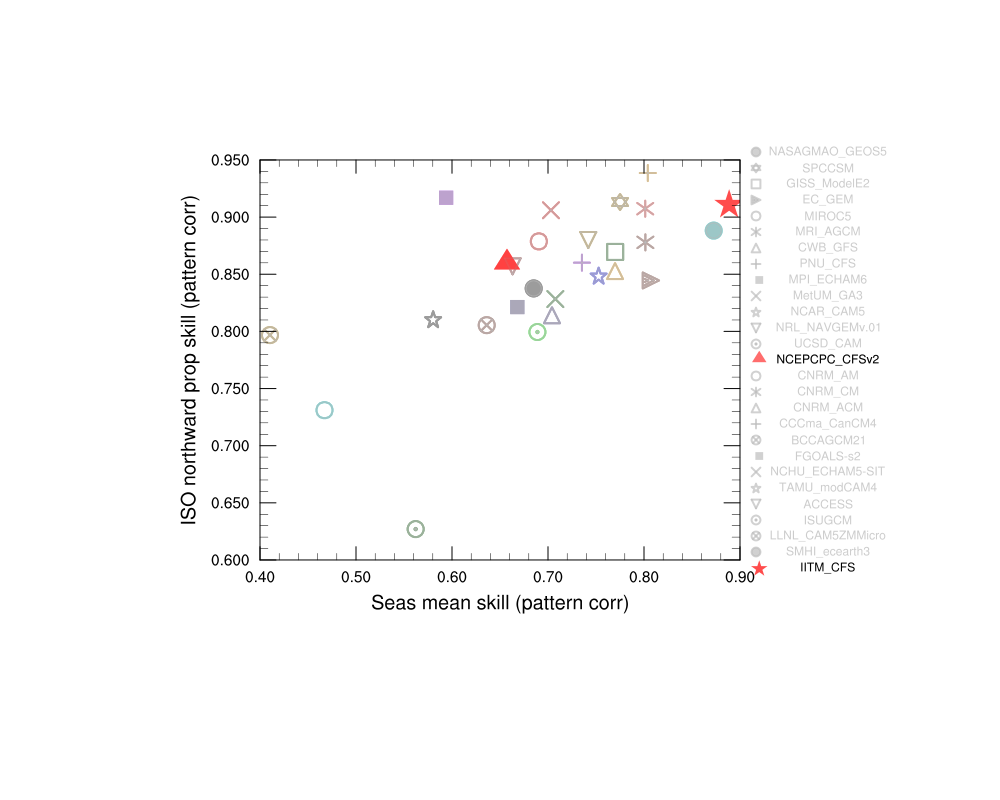 0.950
0.900
0.850
0.800
0.750
0.700
0.650
0.600
ISO northward prop skill (pattern corr)
0.40
0.50
0.60
0.70
0.80
0.90
Seas mean skill (pattern corr)
NASAGMAO_GEOS5
SPCCSM
GISS_ModelE2
EC_GEM
MIROC5
MRI_AGCM
CWB_GFS
PNU_CFS
MPI_ECHAM6
MetUM_GA3
NCAR_CAM5
NRL_NAVGEMv.01
UCSD_CAM
NCEPCPC_CFSv2
CNRM_AM
CNRM_CM
CNRM_ACM
CCCma_CanCM4
BCCAGCM21
FGOALS-s2
NCHU_ECHAM5-SIT
TAMU_modCAM4
ACCESS
ISUGCM
LLNL_CAM5ZMMicro
SMHI_ecearth3
IITM_CFS